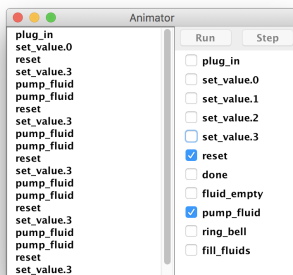 Animator
plug_in
set_value.0
reset
set_value.3
pump_fluid
pump_fluid
reset
set_value.3
pump_fluid
pump_fluid
reset
set_value.3
pump_fluid
pump_fluid
reset
set_value.3
pump_fluid
pump_fluid
reset
set_value.3
Run Step
plug_in
set_value.0
set_value.1
set_value.2
set_value.3
reset
done
fluid_empty
pump_fluid
ring_bell
fill_fluids